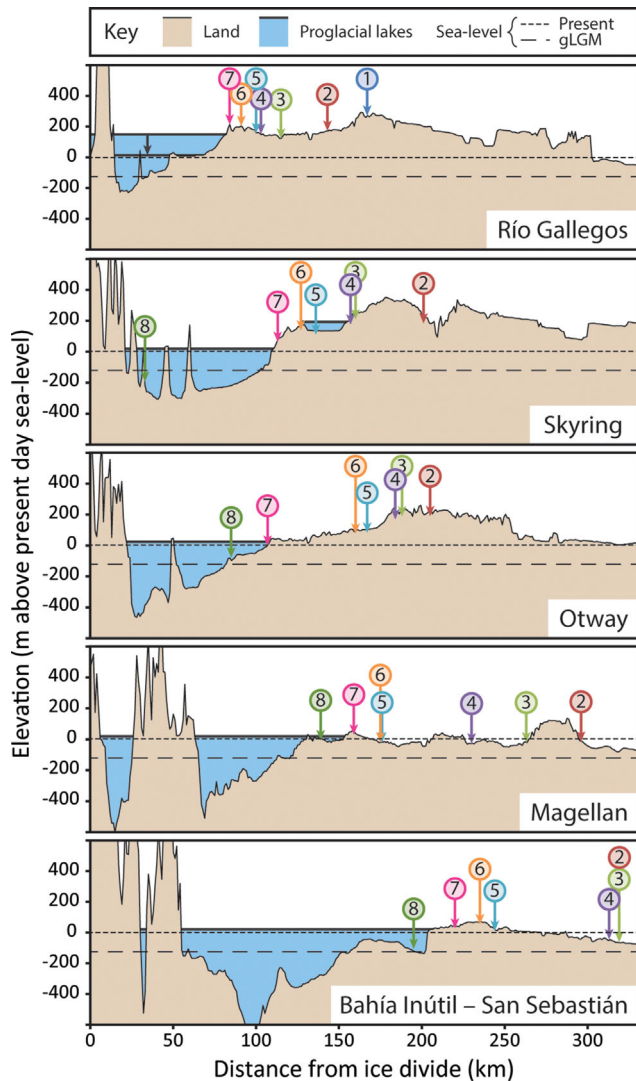 Key Land Proglacial lakes Sea-level Present
gLGM
Elevation (m above present day sea-level)
400
200
0
-200
-400
7 5 6 4 3 2 1
Río Gallegos
400
200
0
-200
-400
8 7 6 5 3 4 2
Skyring
400
200
0
-200
-400
8 7 6 5 3 4 2
Otway
400
200
0
-200
-400
8 7 6 5 4 3 2
Magellan
400
200
0
-200
-400
8 7 6 5 2 3 4
Bahía Inútil – San Sebastián
0 50 100 150 200 250 300
Distance from ice divide (km)